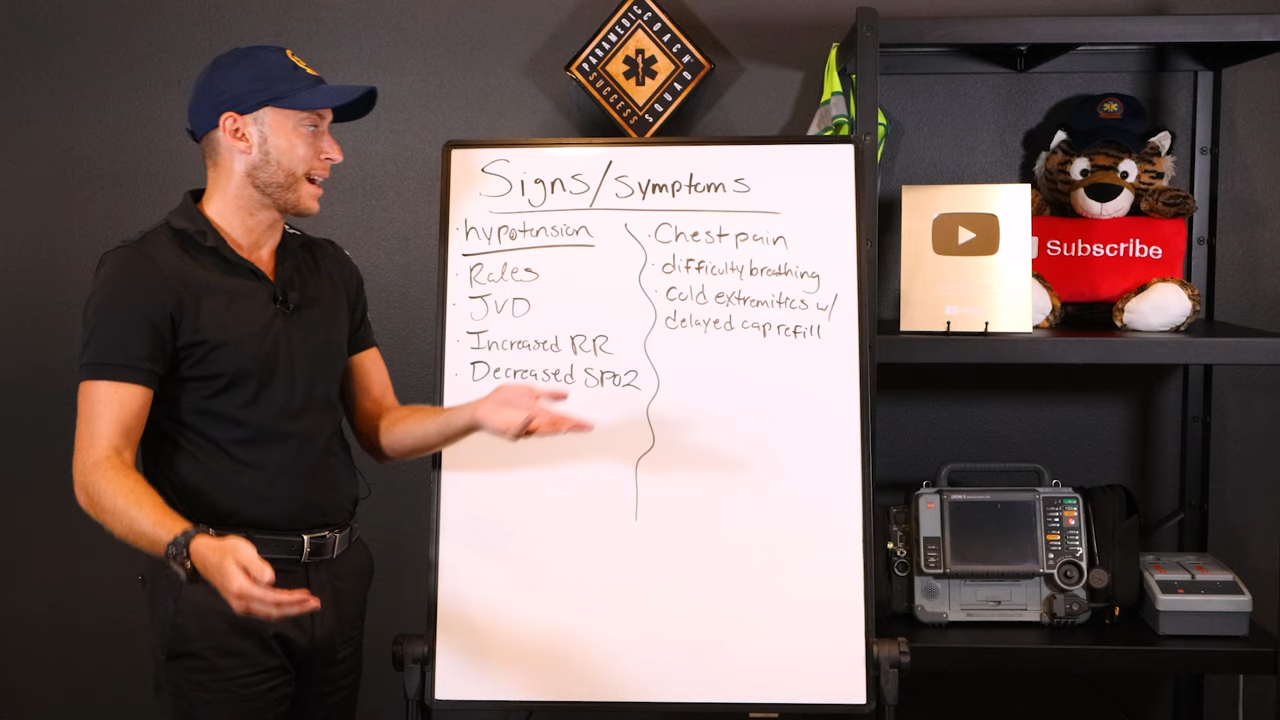 PARAMEDIC COACH
SUCCESS SQUAD
Signs/symptoms
· hypotension
· Rales
· JVD
· Increased RR
· Decreased SPO2
· Chest pain
· difficulty breathing
· Cold extremitics w/
delayed cap refill
Subscribe